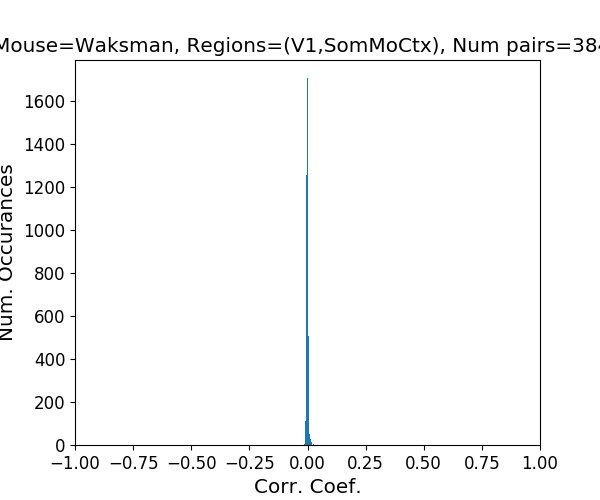 Mouse=Waksman, Regions=(V1,SomMoCtx), Num pairs=384
1600
1400
1200
1000
800
600
400
200
0
Num. Occurances
−1.00 −0.75 −0.50 −0.25 0.00 0.25 0.50 0.75 1.00
Corr. Coef.